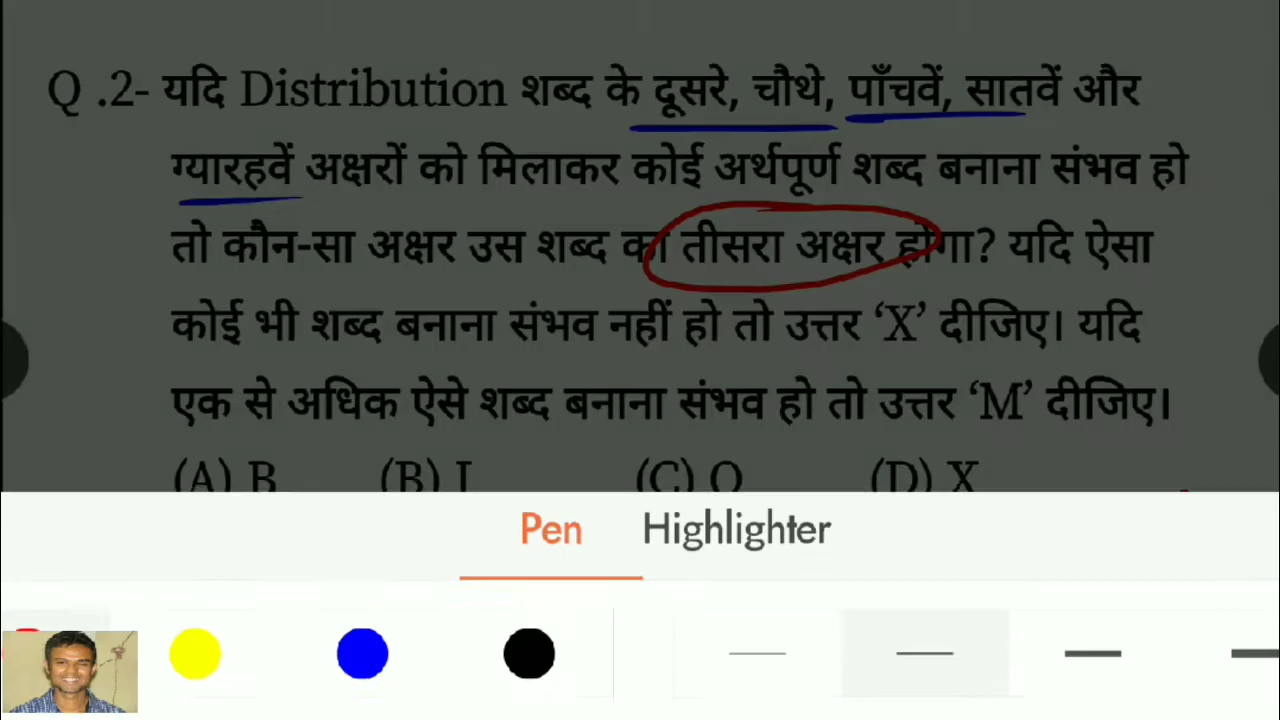 Q .2- यदि Distribution शब्द के दूसरे, चौथे, पाँचवें, सातवें और
ग्यारहवें अक्षरों को मिलाकर कोई अर्थपूर्ण शब्द बनाना संभव हो
तो कौन-सा अक्षर उस शब्द का तीसरा अक्षर होगा? यदि ऐसा
कोई भी शब्द बनाना संभव नहीं हो तो उत्तर ‘X’ दीजिए। यदि
एक से अधिक ऐसे शब्द बनाना संभव हो तो उत्तर ‘M’ दीजिए।
(A) B (B) I (C) O (D) X
Pen Highlighter